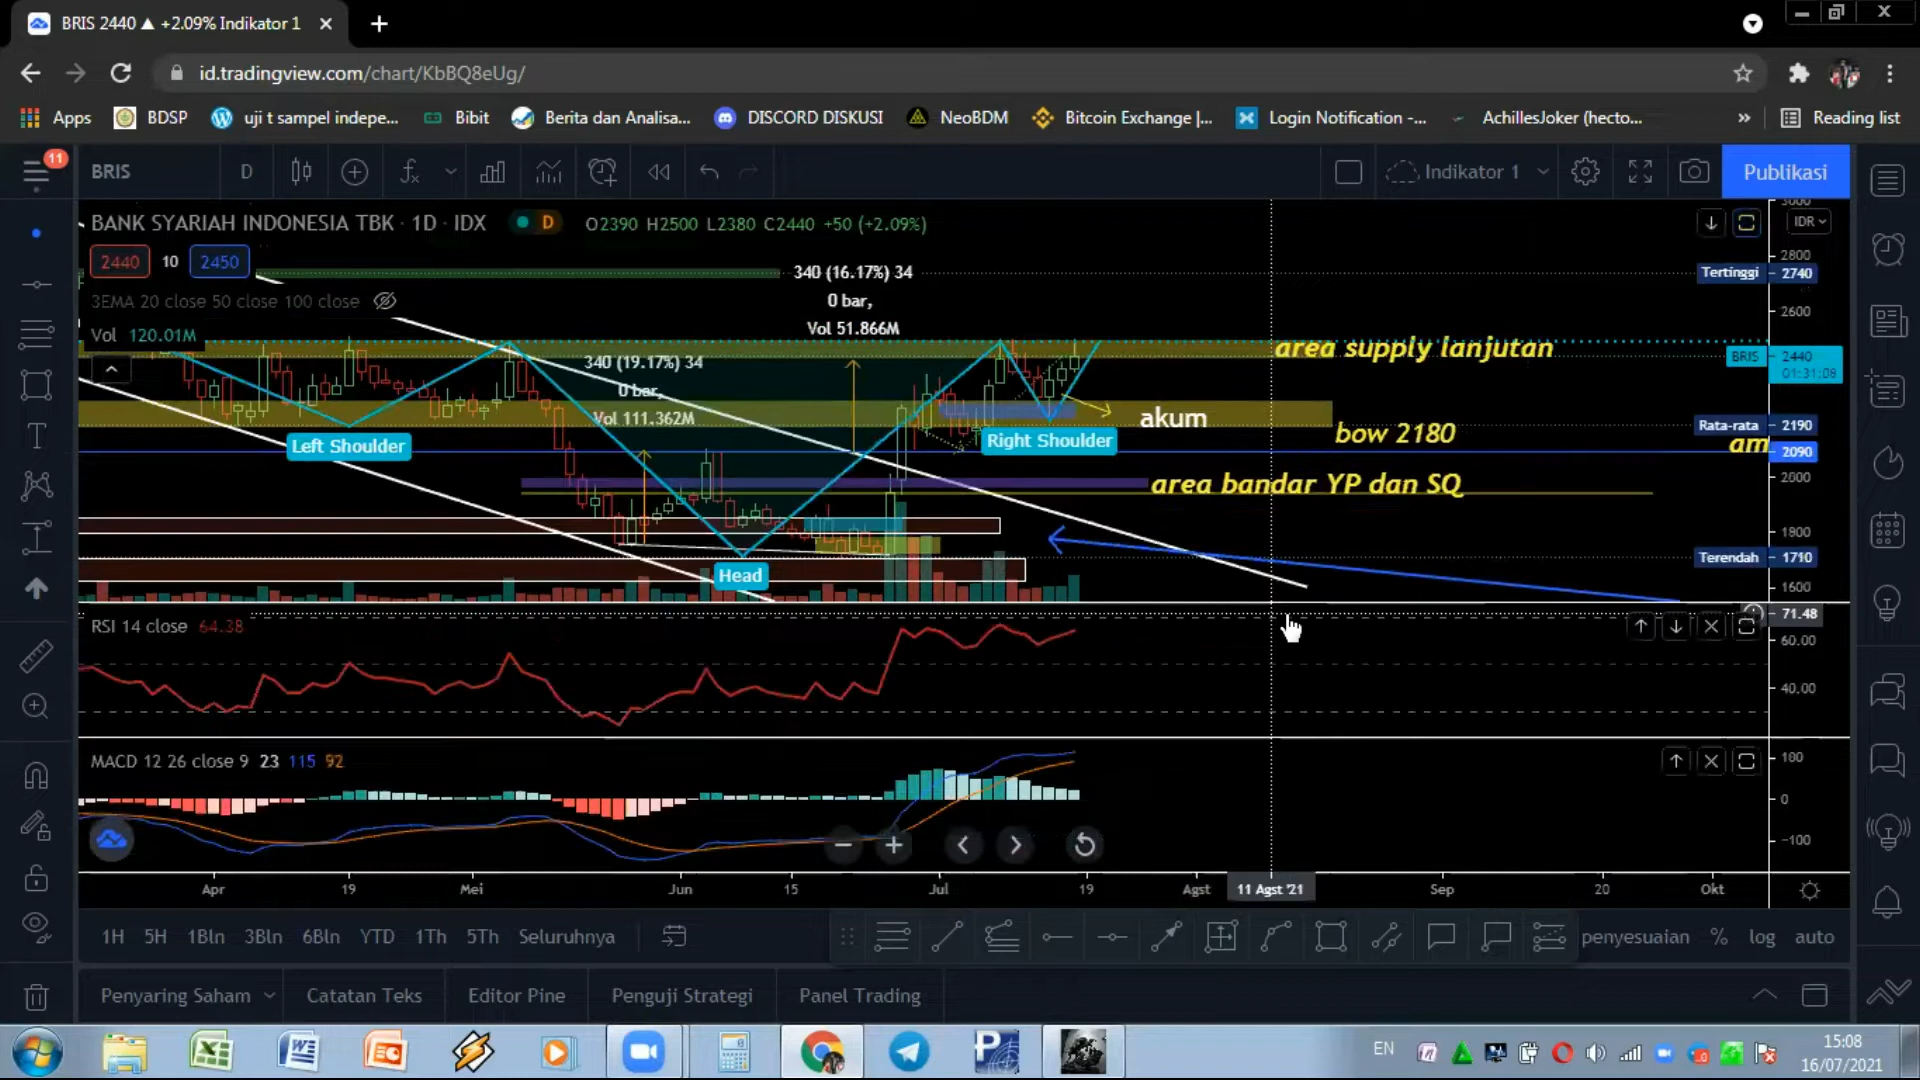 BRIS 2440 ▲ +2.09% Indikator 1
id.tradingview.com/chart/KbBQ8eUg/
Apps BDSP uji t sampel indepe... Bibit Berita dan Analisa... DISCORD DISKUSI NeoBDM Bitcoin Exchange |... Login Notification -... AchillesJoker (hecto... » Reading list
11
BRIS D Indikator 1 Publikasi
BANK SYARIAH INDONESIA TBK · 1D · IDX D O2390 H2500 L2380 C2440 +50 (+2.09%)
IDR
3000
2800
2440 10 2450
340 (16.17%) 34
0 bar,
Vol 51.866M
Tertinggi 2740
3EMA 20 close 50 close 100 close
2600
Vol 120.01M
area supply lanjutan
BRIS 2440
01:31:08
340 (19.17%) 34
0 bar,
Vol 111.362M
akum
Rata-rata 2190
bow 2180
Left Shoulder
Right Shoulder
am
2090
area bandar YP dan SQ
2000
1800
Terendah 1710
Head
1600
71.48
RSI 14 close 64.38
60.00
40.00
MACD 12 26 close 9 23 115 92
100
0
−100
Apr 19 Mei Jun 15 Jul 19 Agst 11 Agst '21 Sep 20 Okt
1H 5H 1Bln 3Bln 6Bln YTD 1Th 5Th Seluruhnya penyesuaian % log auto
Penyaring Saham Catatan Teks Editor Pine Penguji Strategi Panel Trading
EN
15:08
16/07/2021